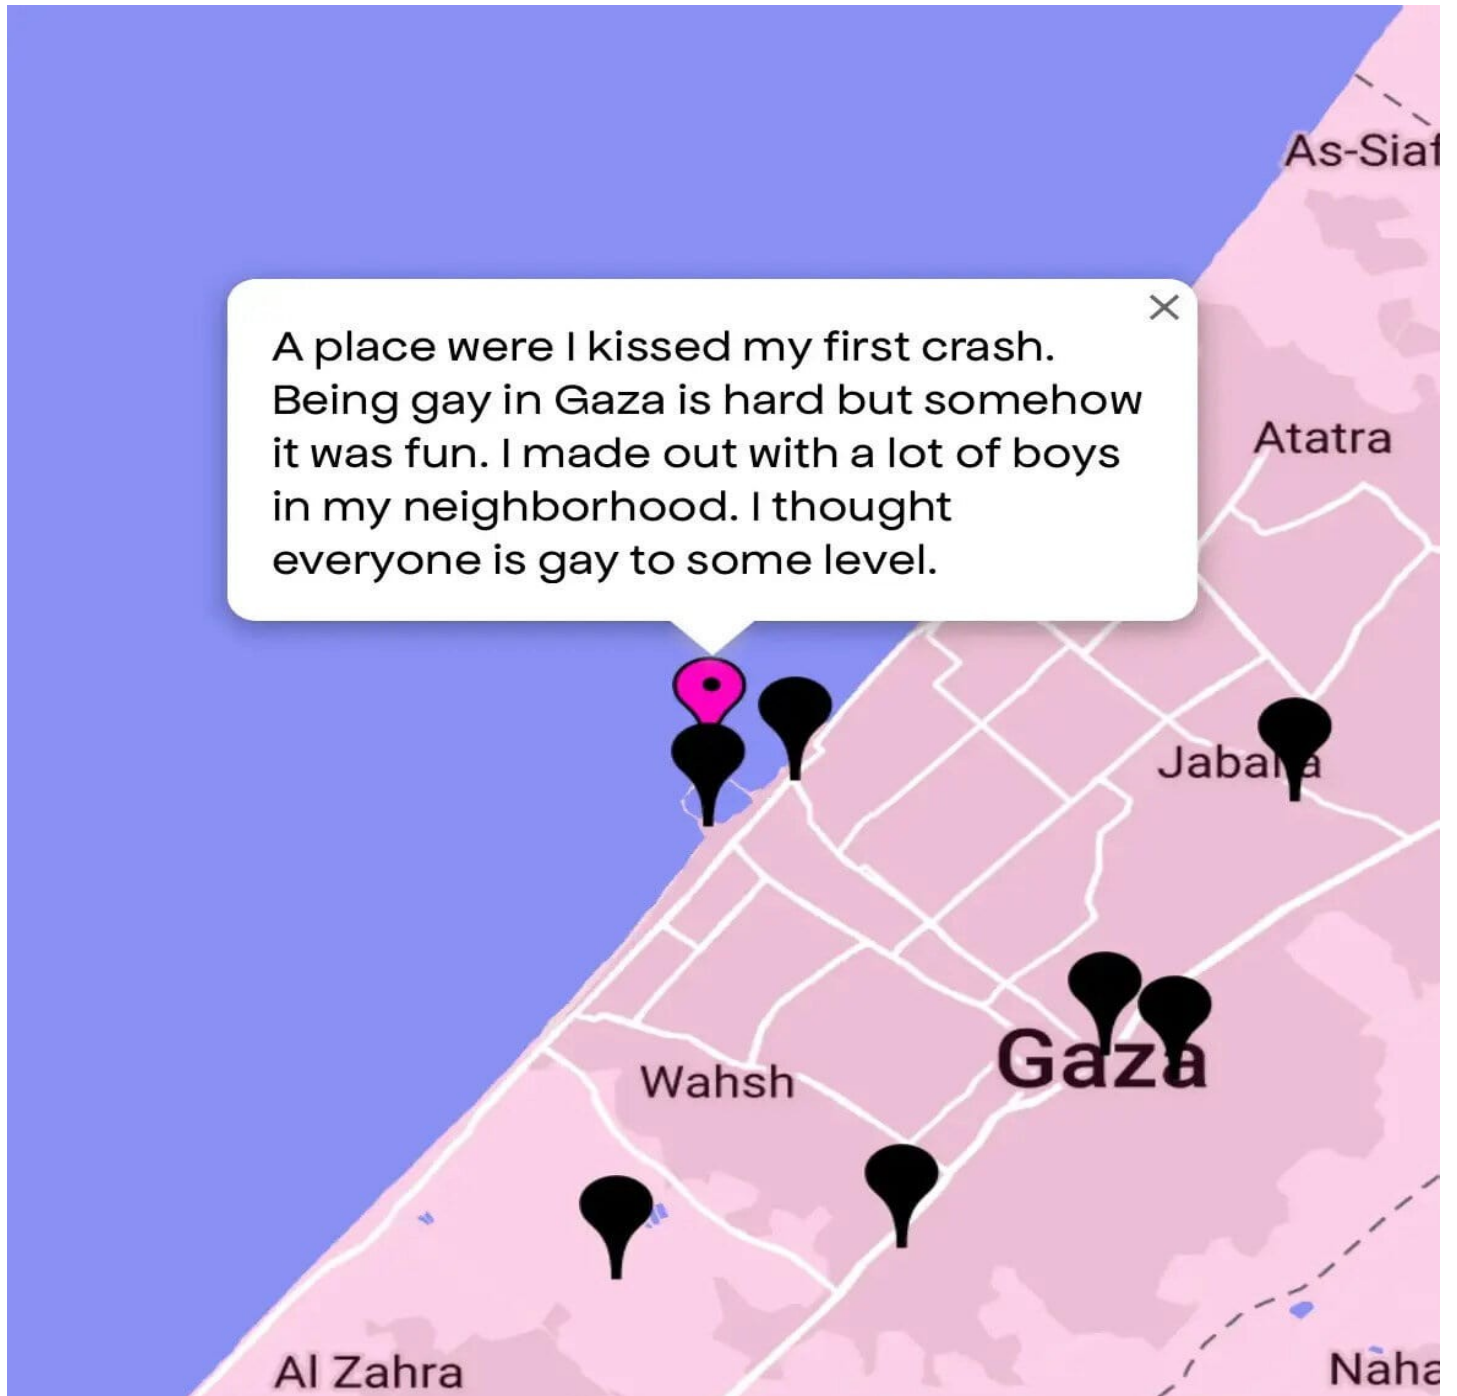 As-Siaf
A place were I kissed my first crash.
Being gay in Gaza is hard but somehow
it was fun. I made out with a lot of boys
in my neighborhood. I thought
everyone is gay to some level.
Atatra
Jabalia
Gaza
Wahsh
Al Zahra
Naha